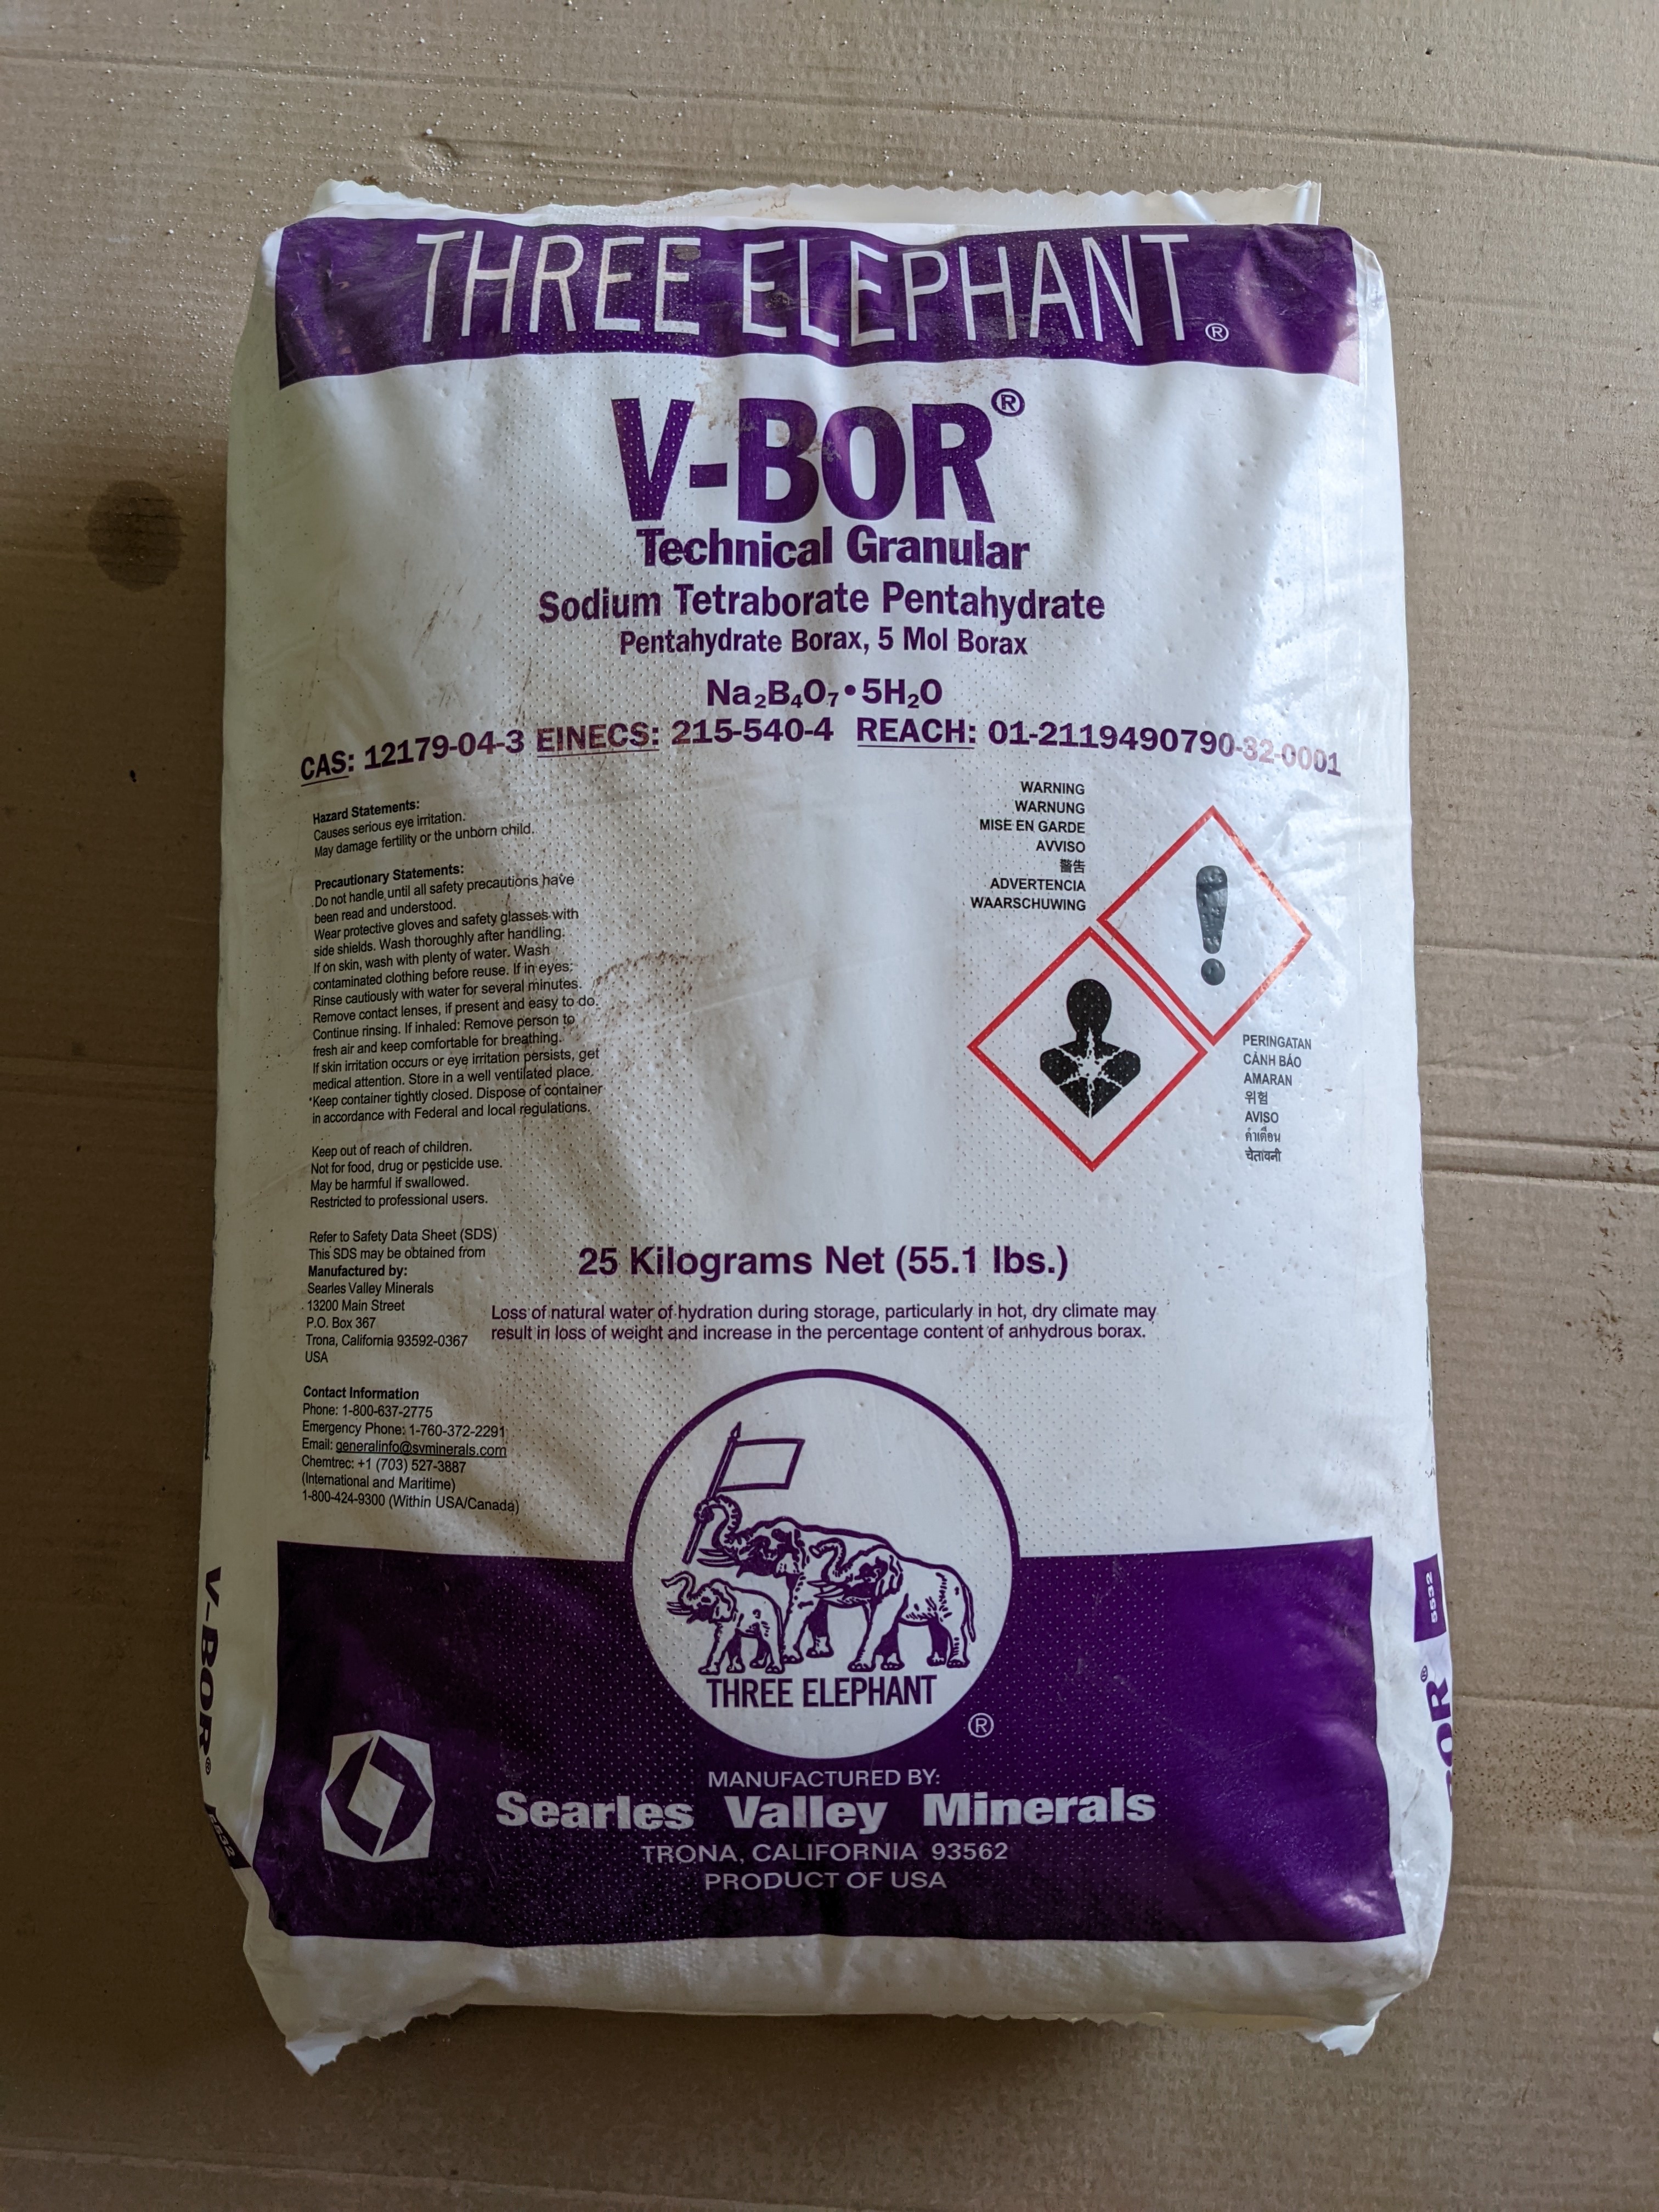 THREE ELEPHANT®
V-BOR®
Technical Granular
Sodium Tetraborate Pentahydrate
Pentahydrate Borax, 5 Mol Borax
Na₂B₄O₇•5H₂O
CAS: 12179-04-3 EINECS: 215-540-4 REACH: 01-2119490790-32-0001
Hazard Statements:
Causes serious eye irritation.
May damage fertility or the unborn child.
Precautionary Statements:
Do not handle until all safety precautions have
been read and understood.
Wear protective gloves and safety glasses with
side shields. Wash thoroughly after handling.
If on skin, wash with plenty of water. Wash
contaminated clothing before reuse. If in eyes:
Rinse cautiously with water for several minutes.
Remove contact lenses, if present and easy to do.
Continue rinsing. If inhaled: Remove person to
fresh air and keep comfortable for breathing.
If skin irritation occurs or eye irritation persists, get
medical attention. Store in a well ventilated place.
Keep container tightly closed. Dispose of container
in accordance with Federal and local regulations.
Keep out of reach of children.
Not for food, drug or pesticide use.
May be harmful if swallowed.
Restricted to professional users.
Refer to Safety Data Sheet (SDS)
This SDS may be obtained from
Manufactured by:
Searles Valley Minerals
13200 Main Street
P.O. Box 367
Trona, California 93592-0367
USA
Contact Information
Phone: 1-800-637-2775
Emergency Phone: 1-760-372-2291
Email: generalinfo@svminerals.com
Chemtrec: +1 (703) 527-3887
(International and Maritime)
1-800-424-9300 (Within USA/Canada)
WARNING
WARNUNG
MISE EN GARDE
AVVISO
警告
ADVERTENCIA
WAARSCHUWING
PERINGATAN
CẢNH BÁO
AMARAN
위험
AVISO
คำเตือน
चेतावनी
25 Kilograms Net (55.1 lbs.)
Loss of natural water of hydration during storage, particularly in hot, dry climate may
result in loss of weight and increase in the percentage content of anhydrous borax.
THREE ELEPHANT
®
MANUFACTURED BY:
Searles Valley Minerals
TRONA, CALIFORNIA 93562
PRODUCT OF USA
V-BOR®
5532
BOR®
5532